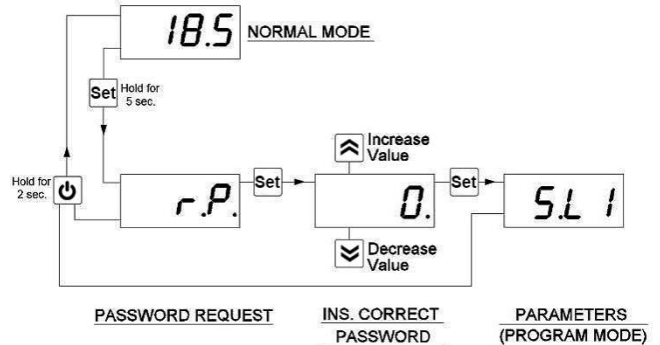 18.5
NORMAL MODE
Set
Hold for
5 sec.
Hold for
2 sec.
r.P.
Set
Increase
Value
0.
Decrease
Value
Set
S.L 1
PASSWORD REQUEST
INS. CORRECT
PASSWORD
PARAMETERS
(PROGRAM MODE)